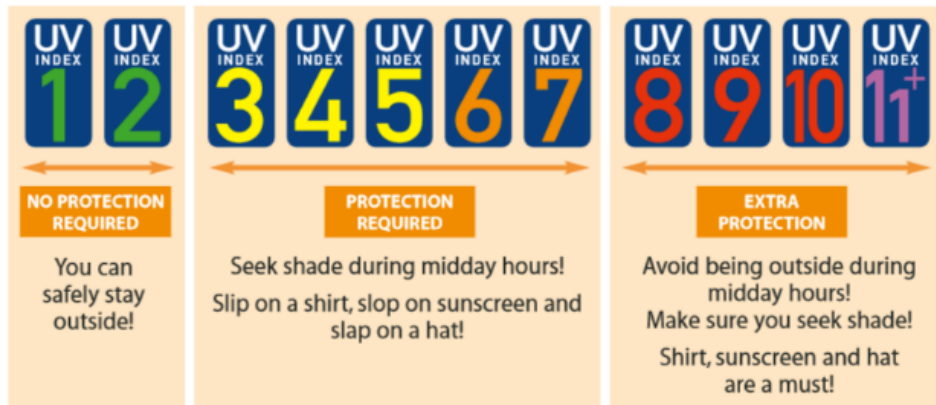 UV
INDEX
1
UV
INDEX
2
NO PROTECTION
REQUIRED
You can
safely stay
outside!
UV
INDEX
3
UV
INDEX
4
UV
INDEX
5
UV
INDEX
6
UV
INDEX
7
PROTECTION
REQUIRED
Seek shade during midday hours!
Slip on a shirt, slop on sunscreen and
slap on a hat!
UV
INDEX
8
UV
INDEX
9
UV
INDEX
10
UV
INDEX
11+
EXTRA
PROTECTION
Avoid being outside during
midday hours!
Make sure you seek shade!
Shirt, sunscreen and hat
are a must!